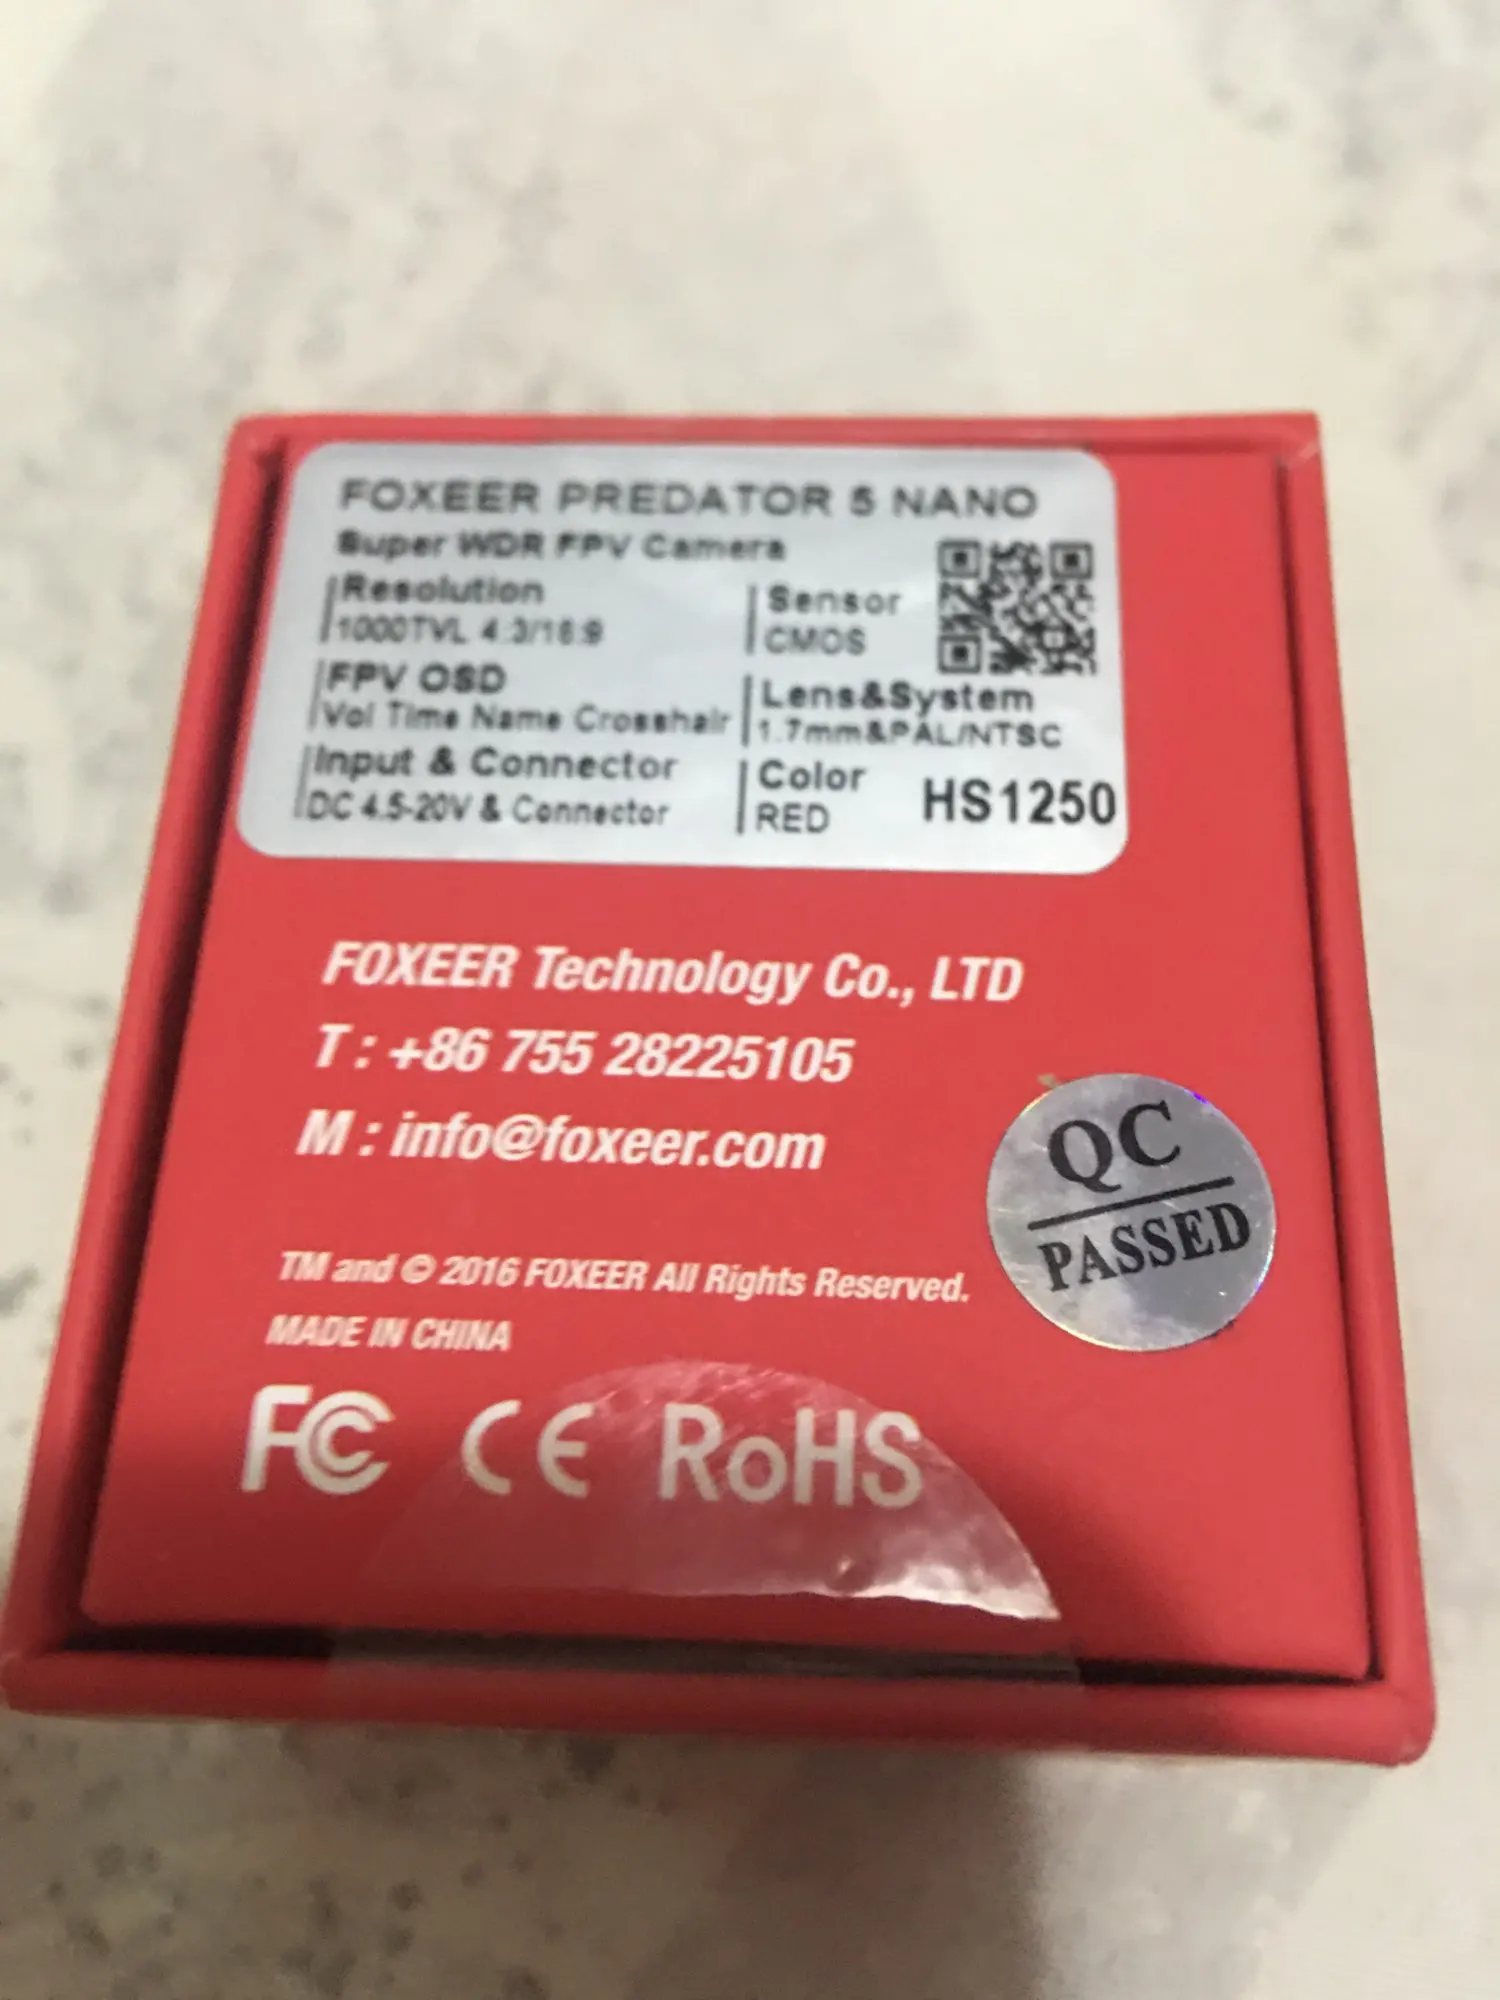 FOXEER PREDATOR 5 NANO
Super WDR FPV Camera
Resolution
1000TVL 4:3/16:9
Sensor
CMOS
FPV OSD
Vol Time Name Crosshair
Lens&System
1.7mm&PAL/NTSC
Input & Connector
DC 4.5-20V & Connector
Color
RED
HS1250
FOXEER Technology Co., LTD
T : +86 755 28225105
M : info@foxeer.com
QC
PASSED
TM and © 2016 FOXEER All Rights Reserved.
MADE IN CHINA
FC CE RoHS